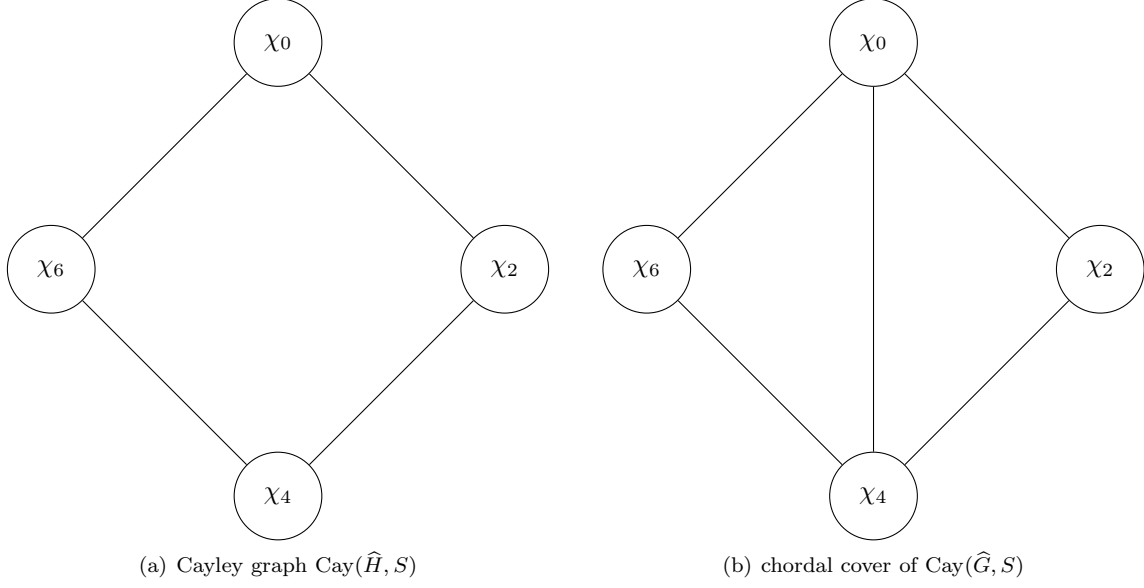 χ0 χ0
χ6 χ2 χ6 χ2
χ4 χ4
(a) Cayley graph Cay(Ĥ, S) (b) chordal cover of Cay(Ĝ, S)